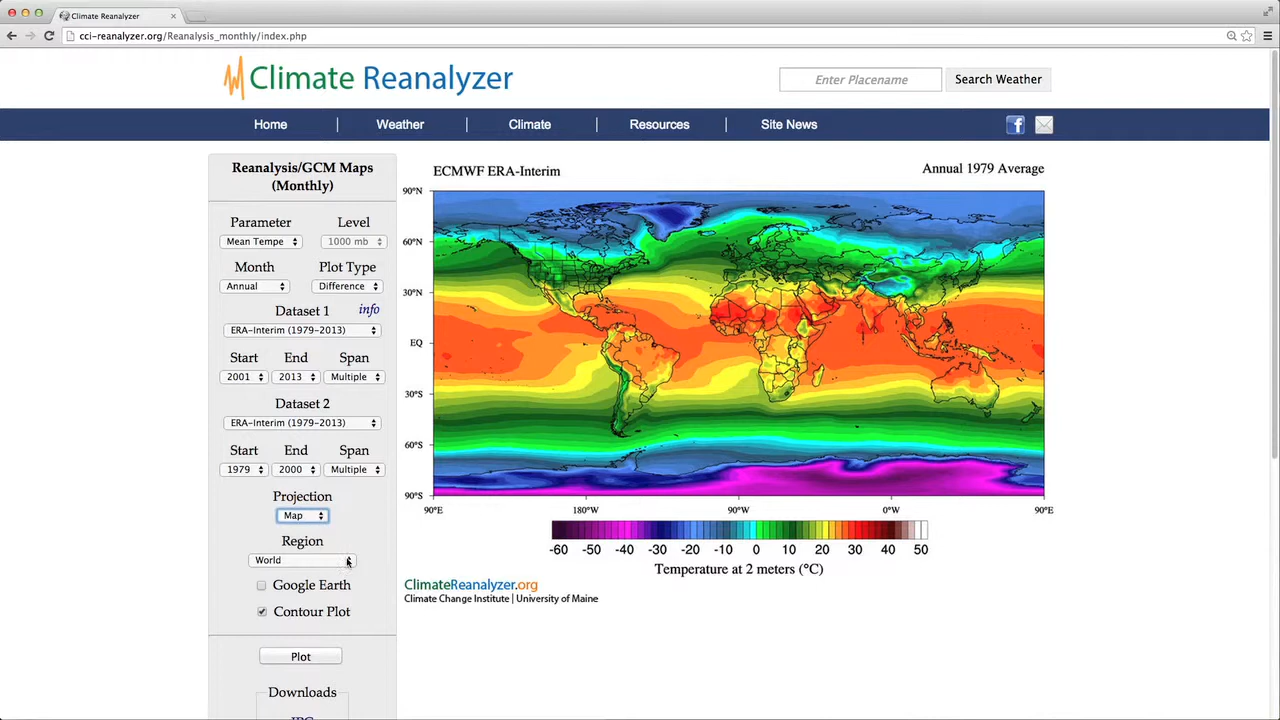 Climate Reanalyzer
cci-reanalyzer.org/Reanalysis_monthly/index.php
Climate Reanalyzer
Enter Placename
Search Weather
Home | Weather | Climate | Resources | Site News
Reanalysis/GCM Maps
(Monthly)
Parameter Level
Mean Tempe 1000 mb
Month Plot Type
Annual Difference
Dataset 1 info
ERA-Interim (1979-2013)
Start End Span
2001 2013 Multiple
Dataset 2
ERA-Interim (1979-2013)
Start End Span
1979 2000 Multiple
Projection
Map
Region
World
Google Earth
Contour Plot
Plot
Downloads
ECMWF ERA-Interim
Annual 1979 Average
90°N
60°N
30°N
EQ
30°S
60°S
90°S
90°E 180°W 90°W 0°W 90°E
-60 -50 -40 -30 -20 -10 0 10 20 30 40 50
Temperature at 2 meters (°C)
ClimateReanalyzer.org
Climate Change Institute | University of Maine